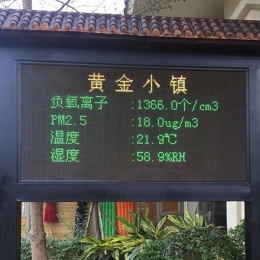 黄金小镇
负氧离子 :1366.0个/cm3
PM2.5 :18.0ug/m3
温度 :21.9℃
湿度 :58.9%RH